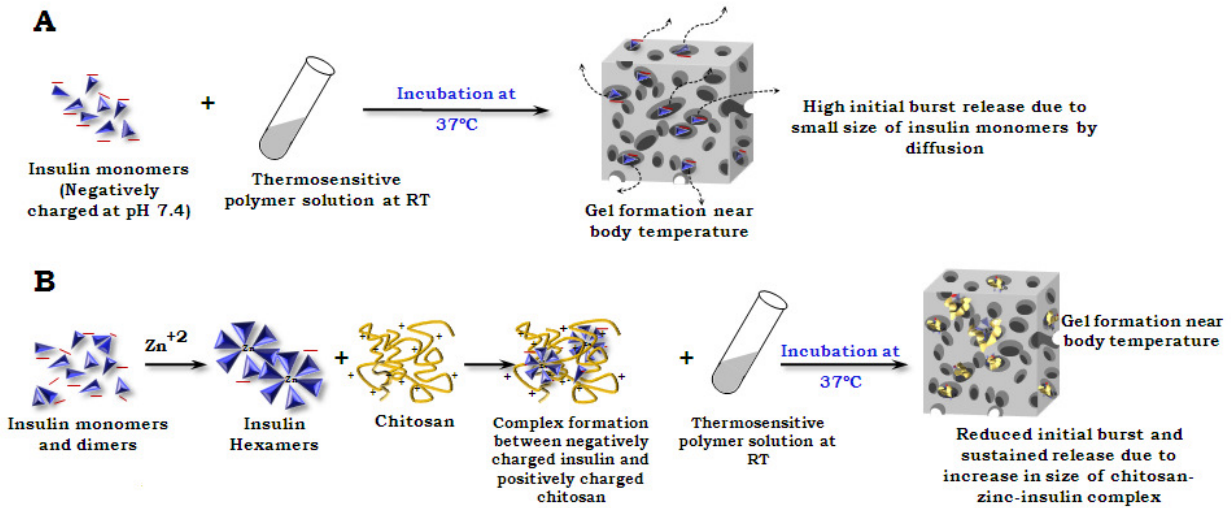 A
Insulin monomers
(Negatively
charged at pH 7.4)
+
Thermosensitive
polymer solution at RT
Incubation at
37°C
Gel formation near
body temperature
High initial burst release due to
small size of insulin monomers by
diffusion
B
Insulin monomers
and dimers
Zn+2
Zn
Zn
Insulin
Hexamers
+
Chitosan
Zn
Complex formation
between negatively
charged insulin and
positively charged
chitosan
+
Thermosensitive
polymer solution at
RT
Incubation at
37°C
Gel formation near
body temperature
Reduced initial burst and
sustained release due to
increase in size of chitosan-
zinc-insulin complex